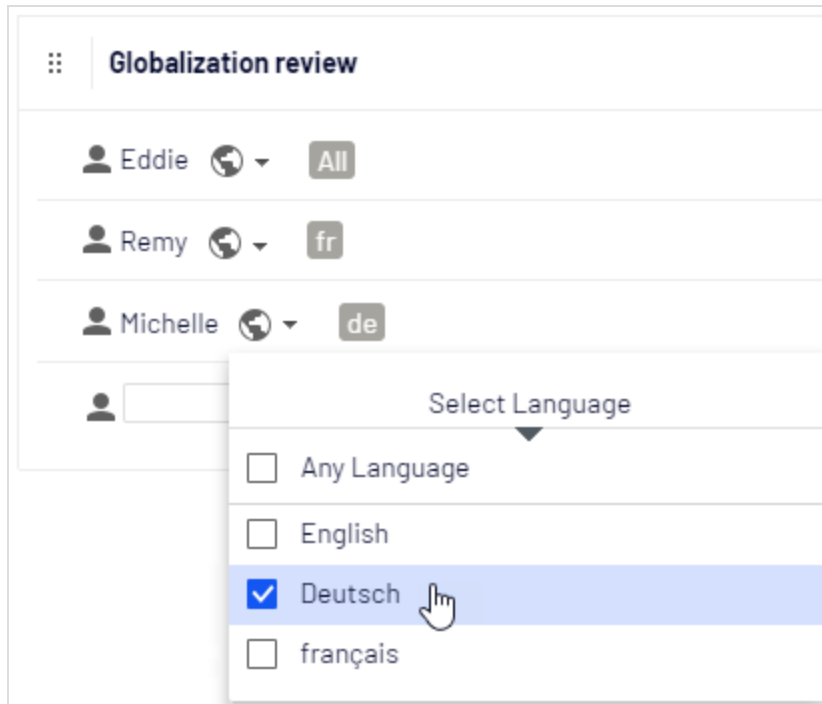 Globalization review
Eddie All
Remy fr
Michelle de
Select Language
Any Language
English
Deutsch
français